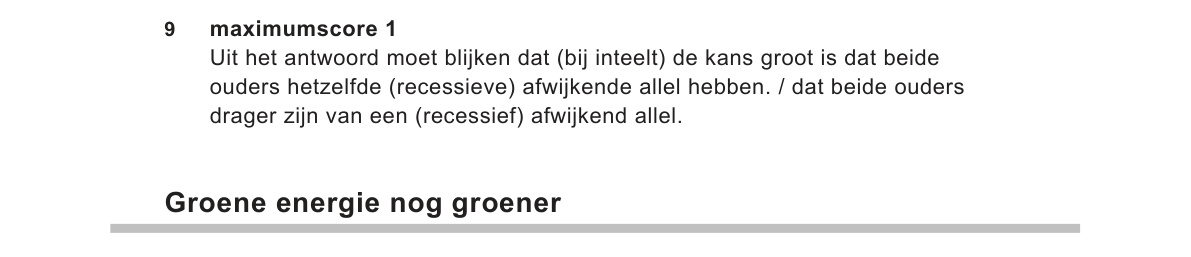 9 maximumscore 1
Uit het antwoord moet blijken dat (bij inteelt) de kans groot is dat beide
ouders hetzelfde (recessieve) afwijkende allel hebben. / dat beide ouders
drager zijn van een (recessief) afwijkend allel.
Groene energie nog groener